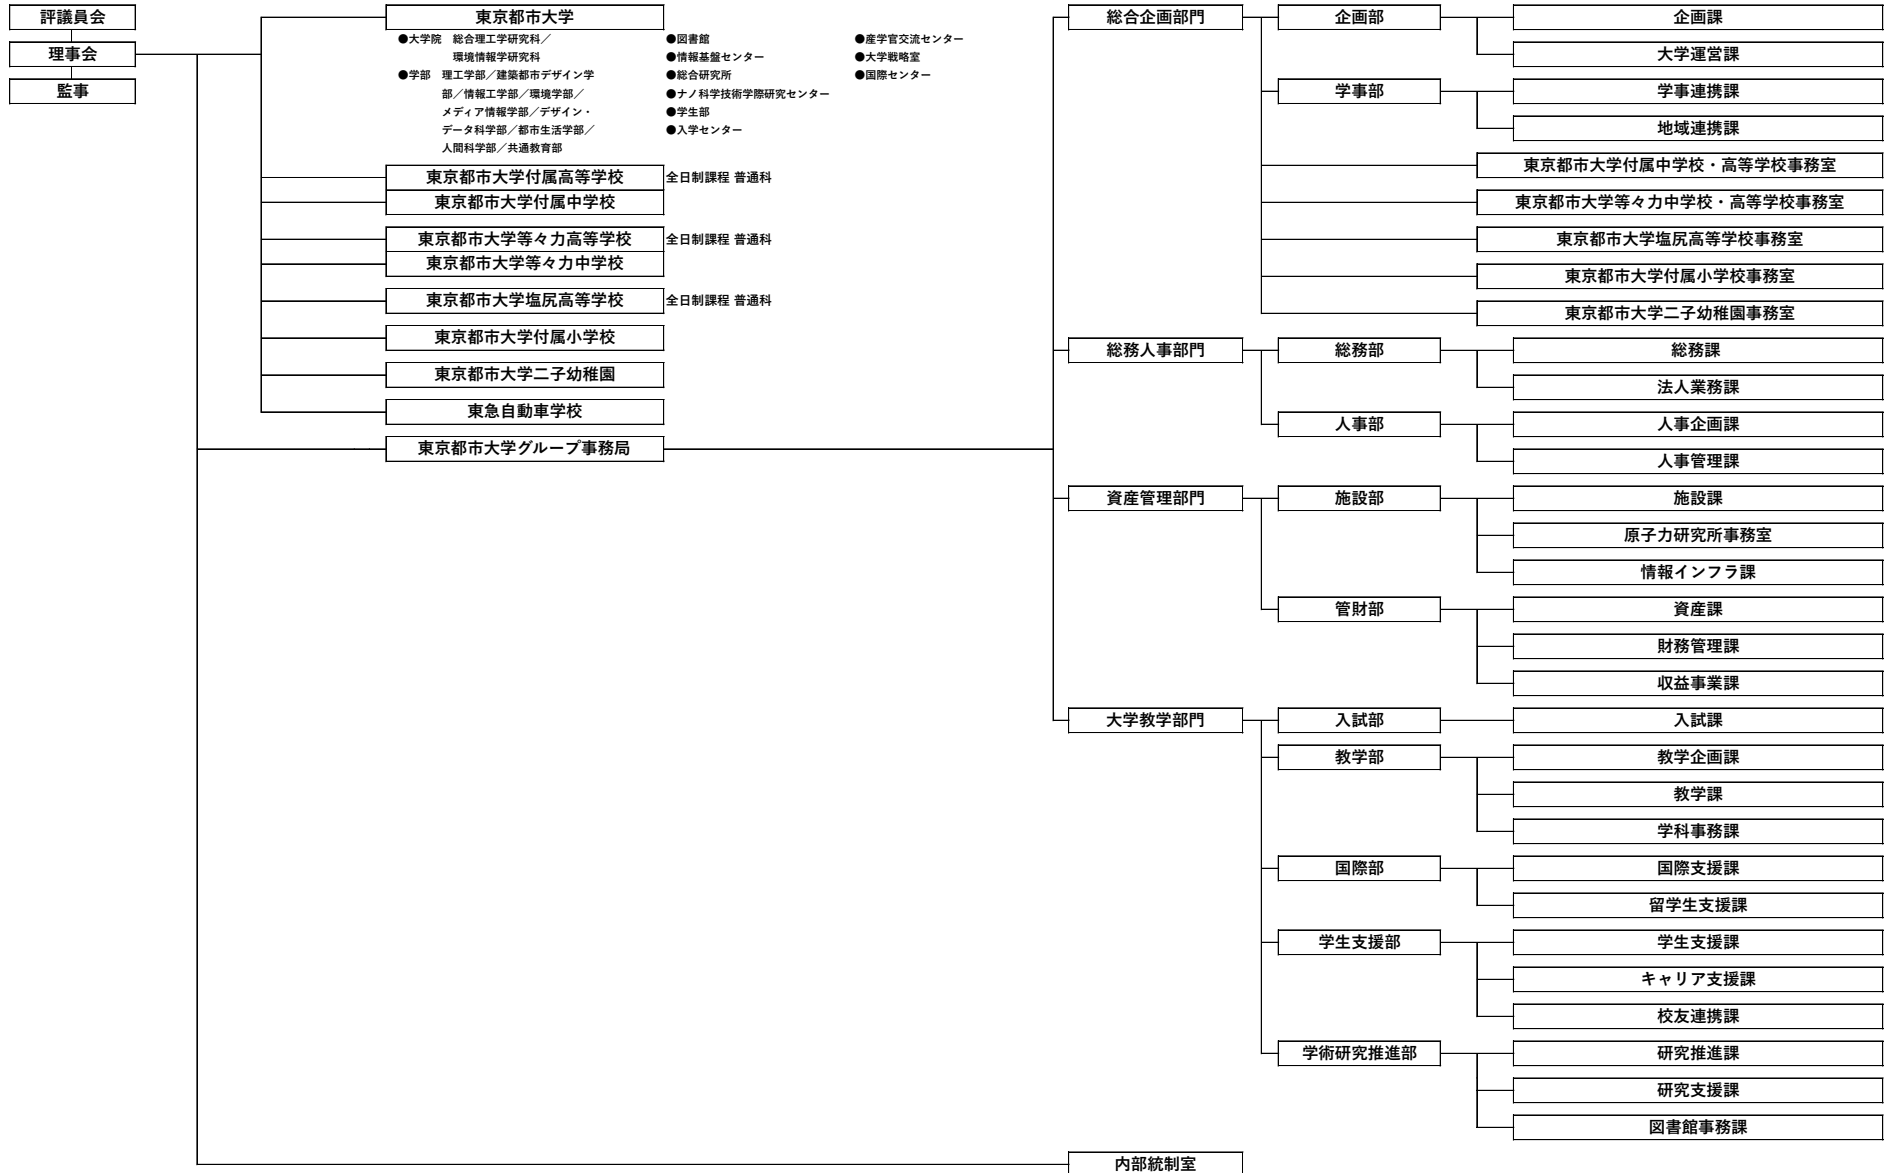 評議員会
理事会
監事
東京都市大学
●大学院　総合理工学研究科／
環境情報学研究科
●学部　理工学部／建築都市デザイン学
部／情報工学部／環境学部／
メディア情報学部／デザイン・
データ科学部／都市生活学部／
人間科学部／共通教育部
●図書館
●情報基盤センター
●総合研究所
●ナノ科学技術学際研究センター
●学生部
●入学センター
●産学官交流センター
●大学戦略室
●国際センター
東京都市大学付属高等学校 全日制課程 普通科
東京都市大学付属中学校
東京都市大学等々力高等学校 全日制課程 普通科
東京都市大学等々力中学校
東京都市大学塩尻高等学校 全日制課程 普通科
東京都市大学付属小学校
東京都市大学二子幼稚園
東急自動車学校
東京都市大学グループ事務局
総合企画部門
企画部
企画課
大学運営課
学事部
学事連携課
地域連携課
東京都市大学付属中学校・高等学校事務室
東京都市大学等々力中学校・高等学校事務室
東京都市大学塩尻高等学校事務室
東京都市大学付属小学校事務室
東京都市大学二子幼稚園事務室
総務人事部門
総務部
総務課
法人業務課
人事部
人事企画課
人事管理課
資産管理部門
施設部
施設課
原子力研究所事務室
情報インフラ課
管財部
資産課
財務管理課
収益事業課
大学教学部門
入試部
入試課
教学部
教学企画課
教学課
学科事務課
国際部
国際支援課
留学生支援課
学生支援部
学生支援課
キャリア支援課
校友連携課
学術研究推進部
研究推進課
研究支援課
図書館事務課
内部統制室